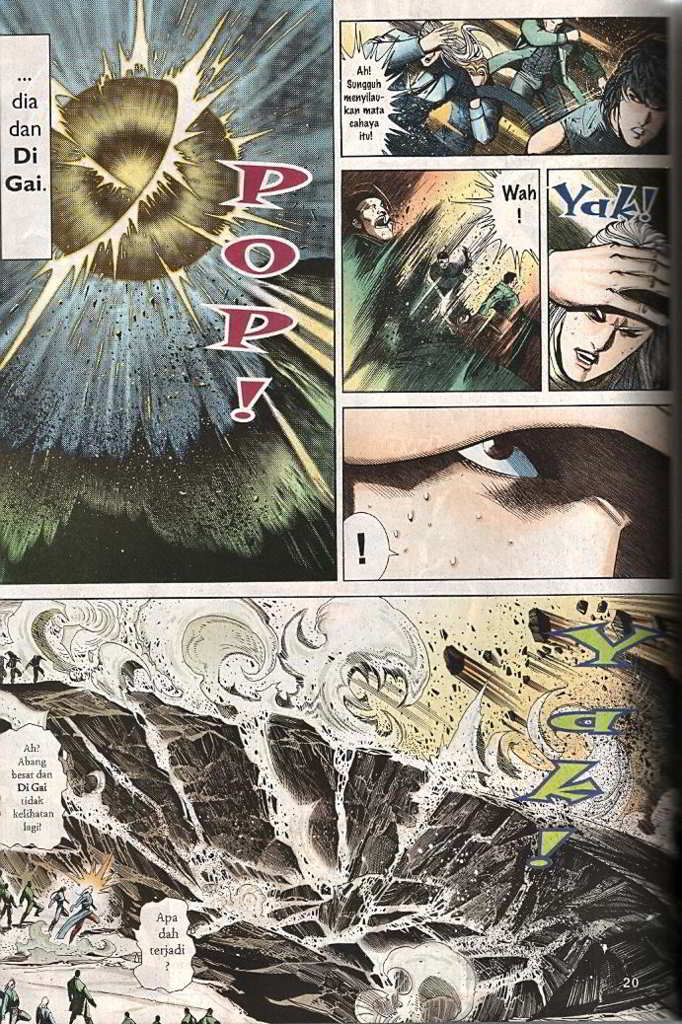 ...
dia
dan
Di
Gai.
POP!
Ah!
Sungguh
menyilau-
kan mata
cahaya
itu!
Wah
!
Yak!
!
YAZ!
Ah?
Abang
besar dan
Di Gai
tidak
kelihatan
lagi!
Apa
dah
terjadi
?
20